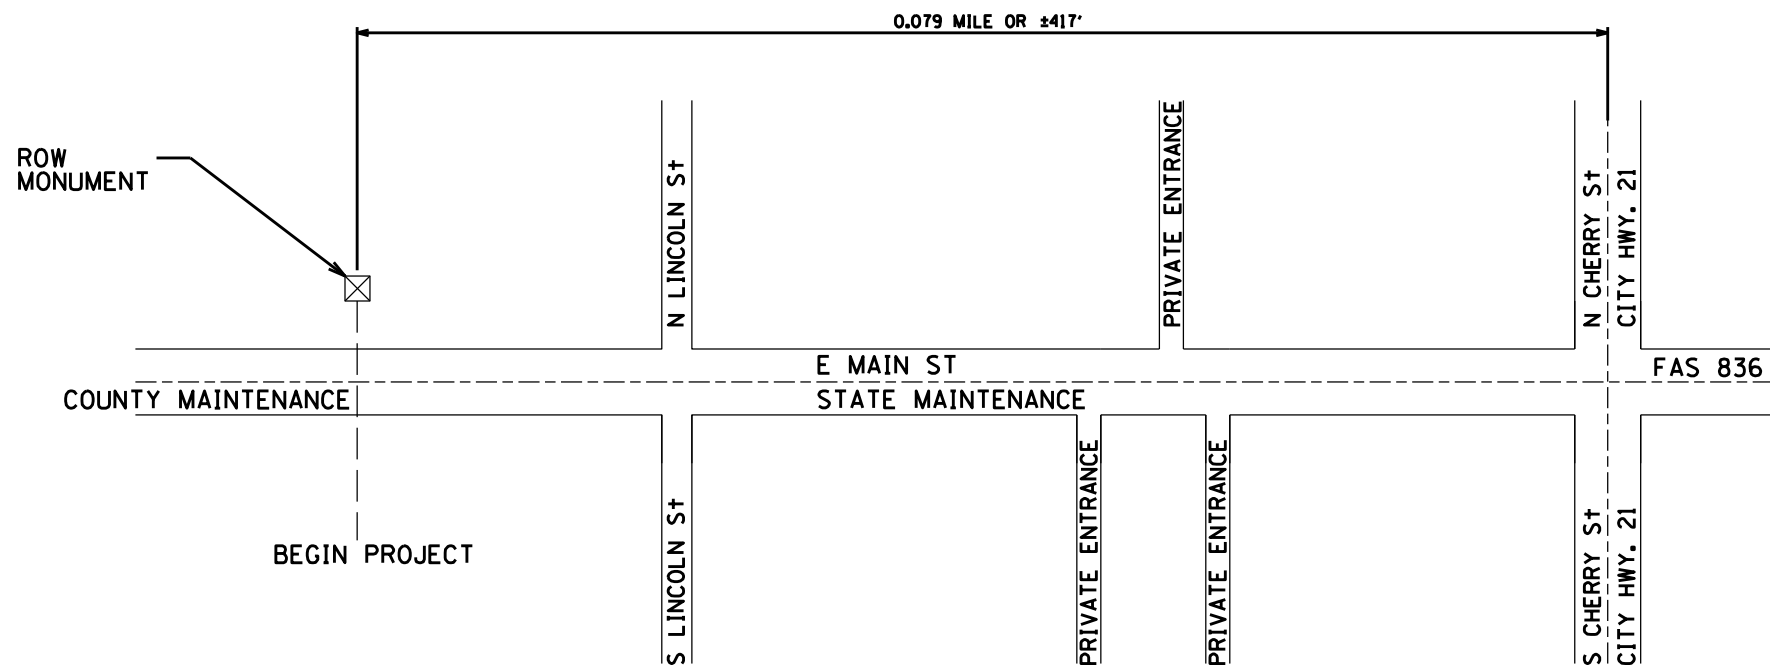 0.079 MILE OR ±417'
ROW
MONUMENT
N LINCOLN St
PRIVATE ENTRANCE
N CHERRY St
CITY HWY. 21
E MAIN ST
FAS 836
COUNTY MAINTENANCE
STATE MAINTENANCE
BEGIN PROJECT
S LINCOLN St
PRIVATE ENTRANCE
PRIVATE ENTRANCE
S CHERRY St
CITY HWY. 21